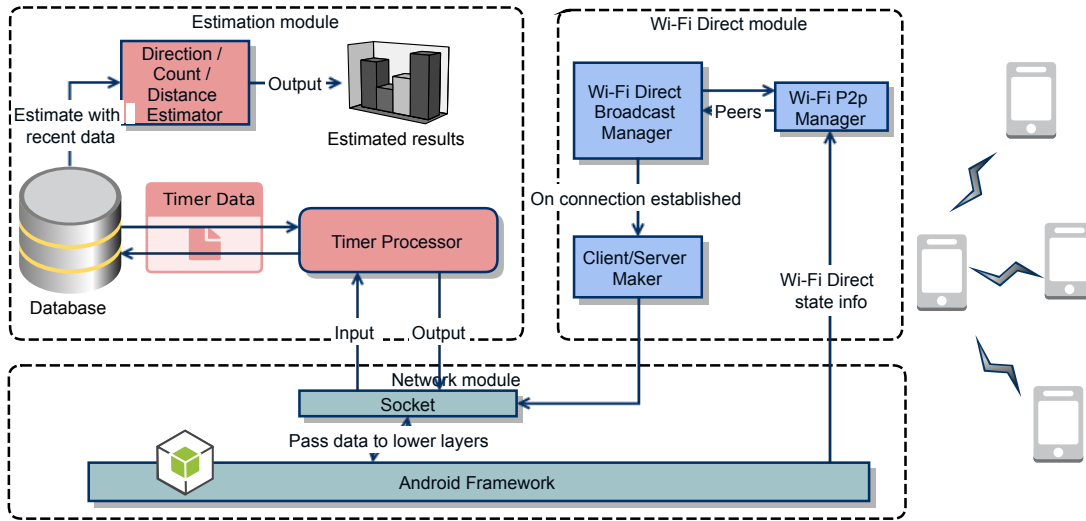 Estimation module
Direction /
Count /
Distance
Estimator
Output
Estimated results
Estimate with
recent data
Timer Data
Timer Processor
Database
Input
Output
Wi-Fi Direct module
Wi-Fi Direct
Broadcast
Manager
Peers
Wi-Fi P2p
Manager
On connection established
Client/Server
Maker
Wi-Fi Direct
state info
Network module
Socket
Pass data to lower layers
Android Framework